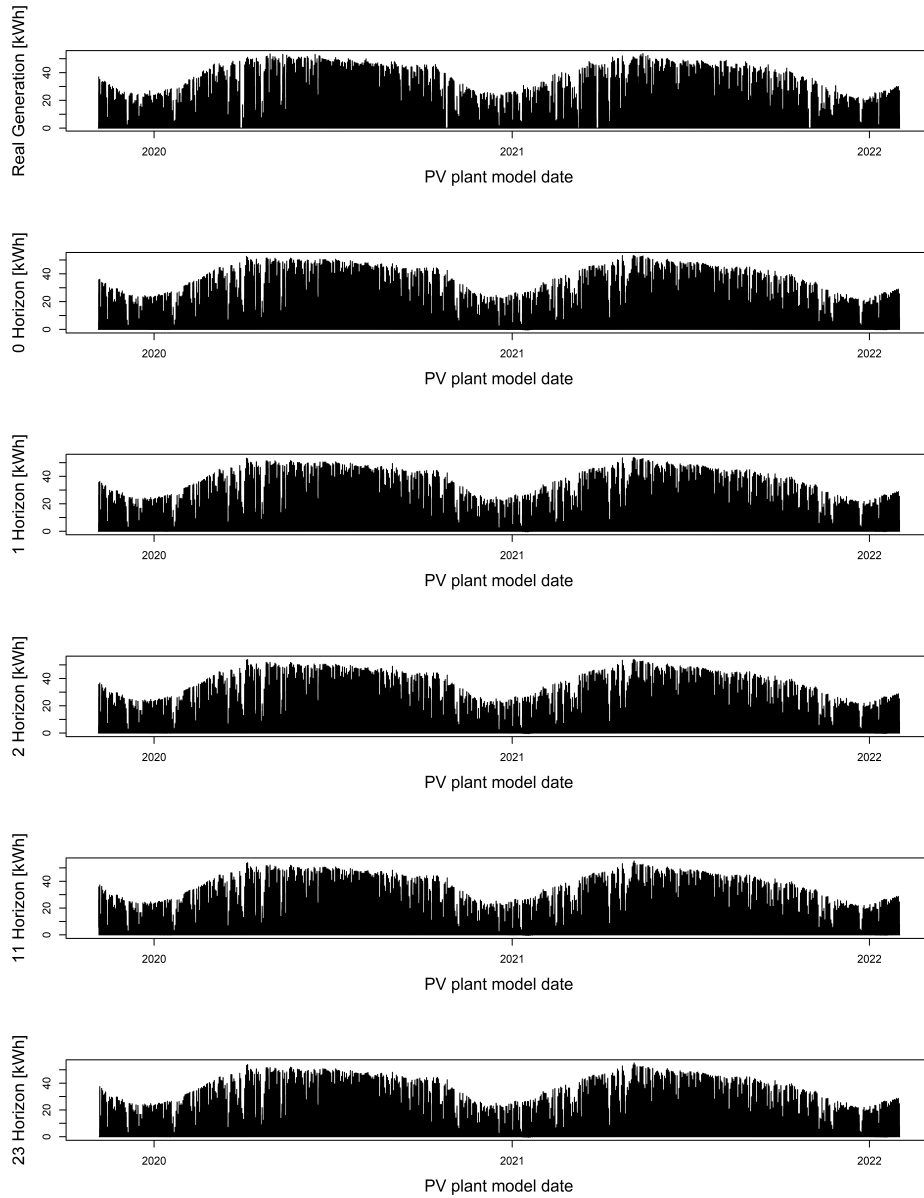 Real Generation [kWh]
40
20
0
2020 2021 2022
PV plant model date
0 Horizon [kWh]
40
20
0
2020 2021 2022
PV plant model date
1 Horizon [kWh]
40
20
0
2020 2021 2022
PV plant model date
2 Horizon [kWh]
40
20
0
2020 2021 2022
PV plant model date
11 Horizon [kWh]
40
20
0
2020 2021 2022
PV plant model date
23 Horizon [kWh]
40
20
0
2020 2021 2022
PV plant model date